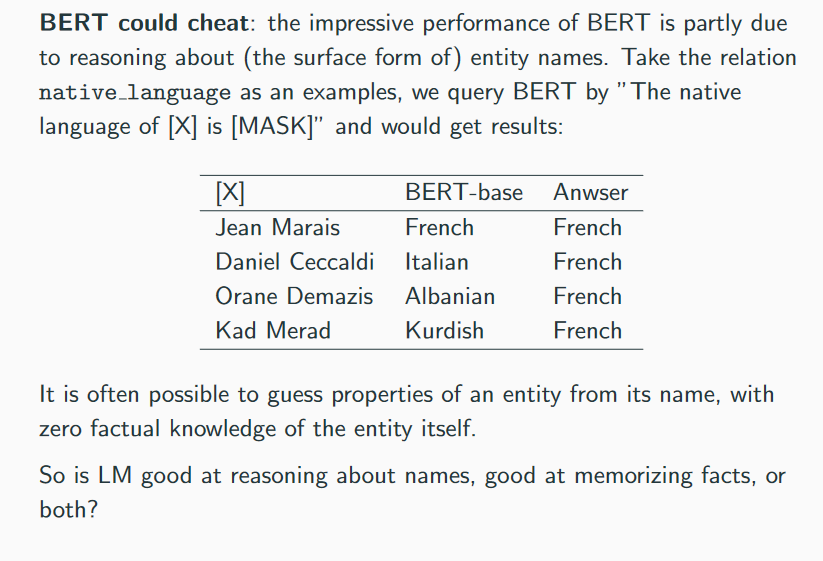 BERT could cheat: the impressive performance of BERT is partly due
to reasoning about (the surface form of) entity names. Take the relation
native_language as an examples, we query BERT by ”The native
language of [X] is [MASK]” and would get results:
[X] BERT-base Anwser
Jean Marais French French
Daniel Ceccaldi Italian French
Orane Demazis Albanian French
Kad Merad Kurdish French
It is often possible to guess properties of an entity from its name, with
zero factual knowledge of the entity itself.
So is LM good at reasoning about names, good at memorizing facts, or
both?